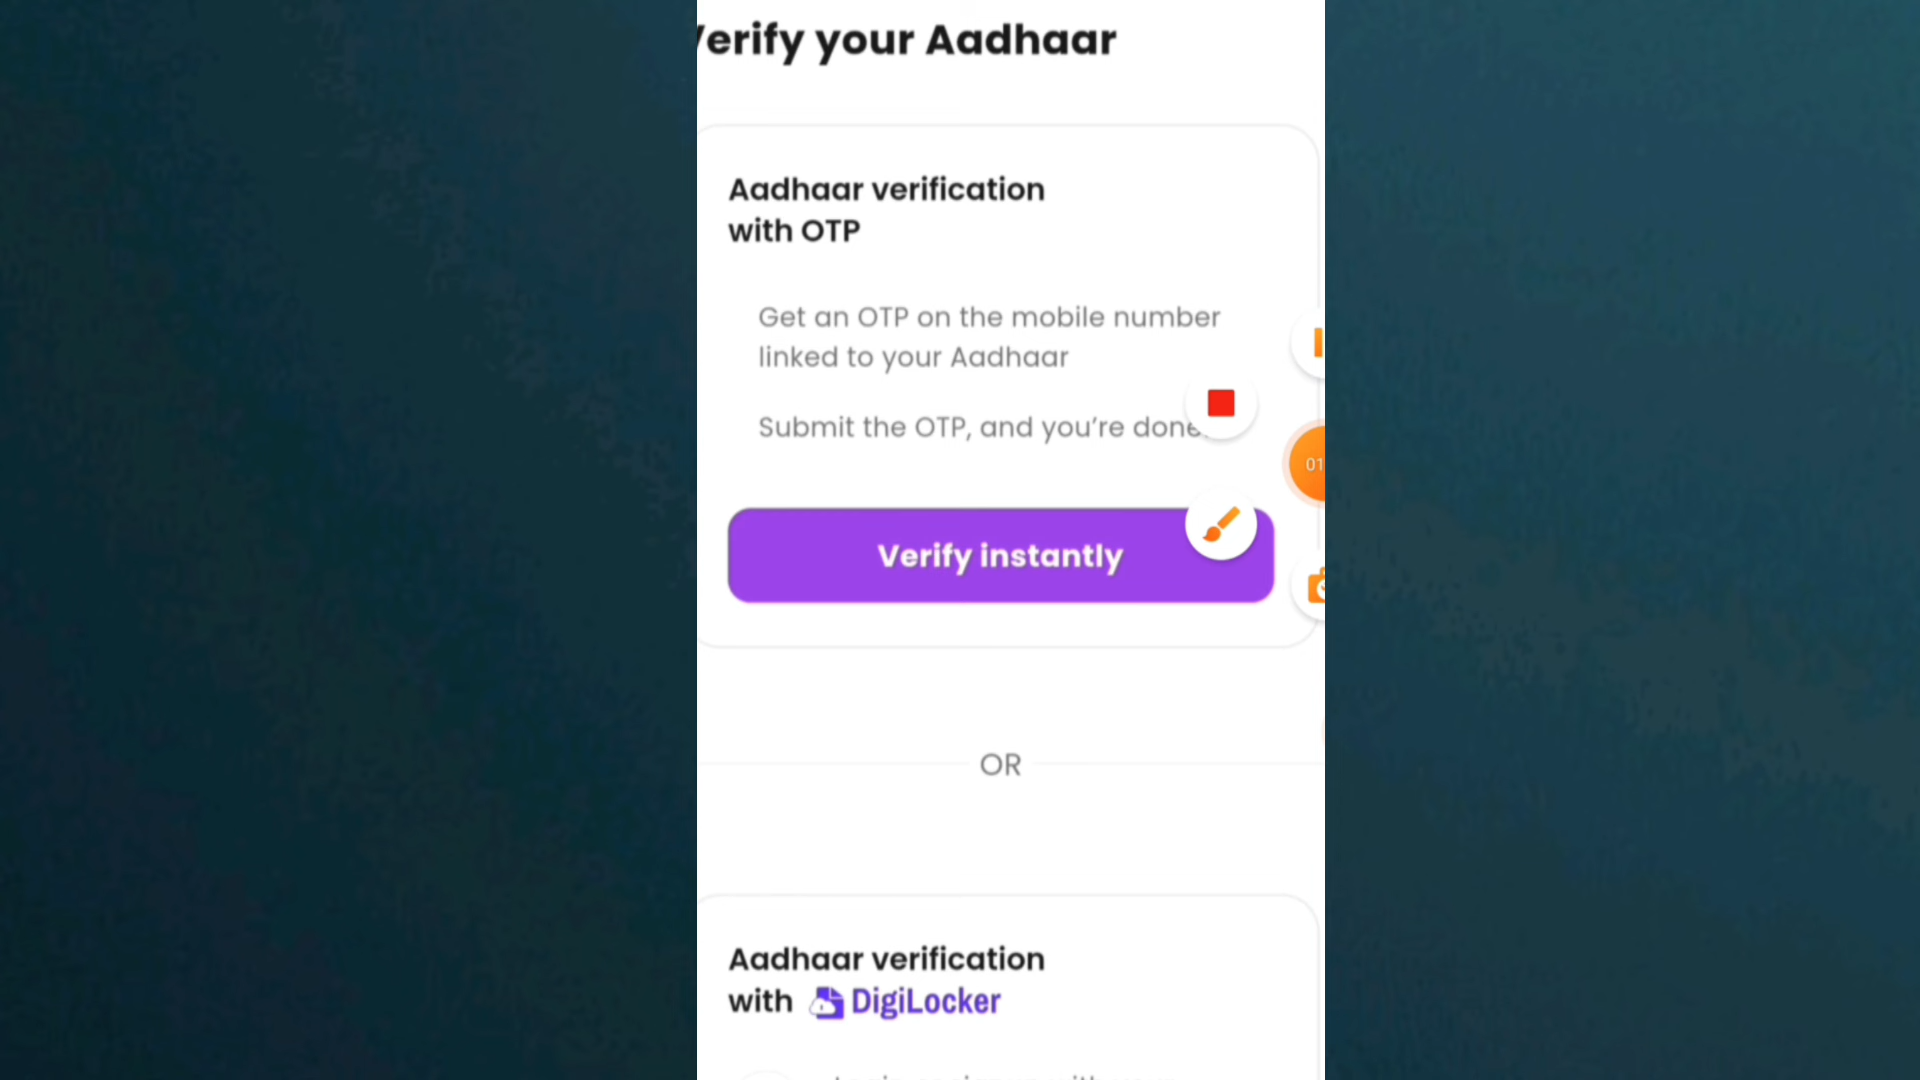 erify your Aadhaar
Aadhaar verification
with OTP
Get an OTP on the mobile number
linked to your Aadhaar
Submit the OTP, and you're done
01
Verify instantly
OR
Aadhaar verification
with DigiLocker